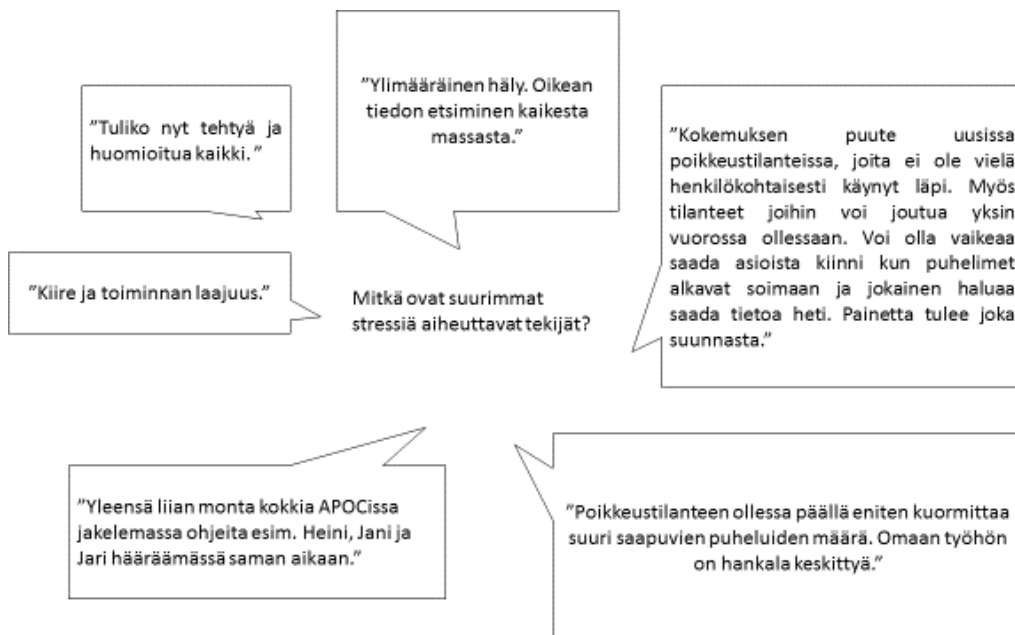 ”Ylimääräinen häly. Oikean
tiedon etsiminen kaikesta
massasta.”
”Tuliko nyt tehtyä ja
huomioitua kaikki. ”
”Kokemuksen puute uusissa
poikkeustilanteissa, joita ei ole vielä
henkilökohtaisesti käynyt läpi. Myös
tilanteet joihin voi joutua yksin
vuorossa ollessaan. Voi olla vaikeaa
saada asioista kiinni kun puhelimet
alkavat soimaan ja jokainen haluaa
saada tietoa heti. Painetta tulee joka
suunnasta.”
”Kiire ja toiminnan laajuus.”
Mitkä ovat suurimmat
stressiä aiheuttavat tekijät?
”Yleensä liian monta kokkia APOCissa
jakelemassa ohjeita esim. Heini, Jani ja
Jari hääräämässä saman aikaan.”
”Poikkeustilanteen ollessa päällä eniten kuormittaa
suuri saapuvien puheluiden määrä. Omaan työhön
on hankala keskittyä.”